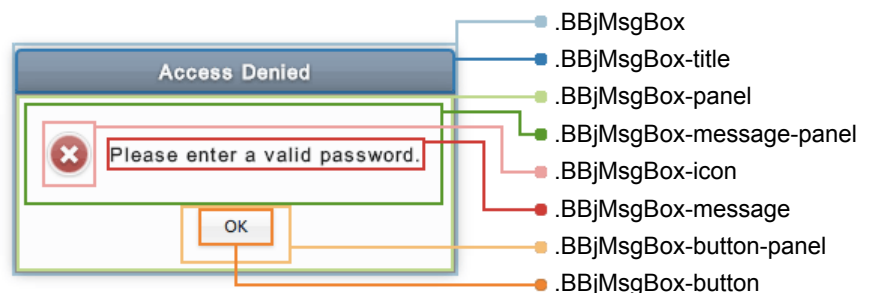 .BBjMsgBox
.BBjMsgBox-title
Access Denied
.BBjMsgBox-panel
.BBjMsgBox-message-panel
Please enter a valid password.
.BBjMsgBox-icon
.BBjMsgBox-message
OK
.BBjMsgBox-button-panel
.BBjMsgBox-button